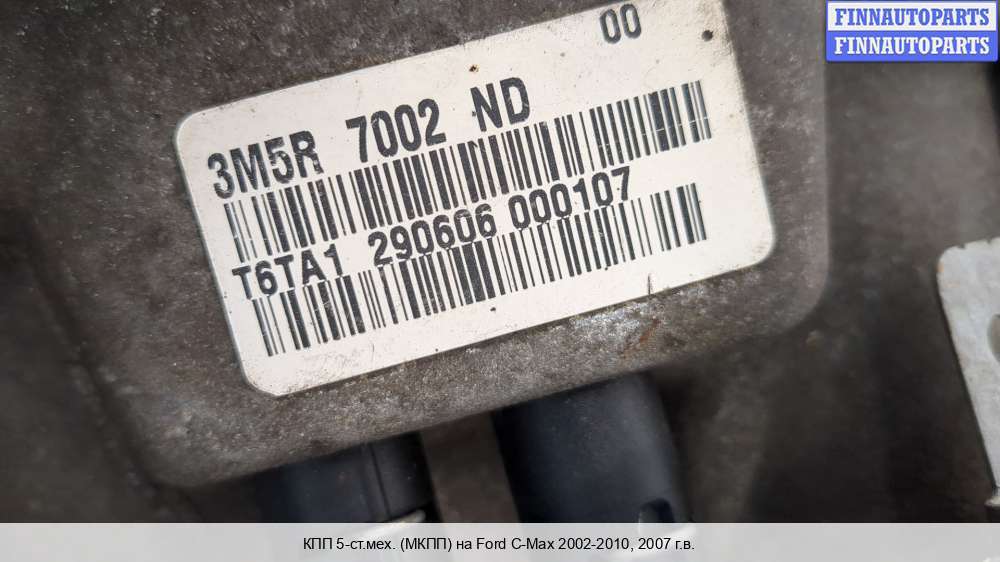 FINNAUTOPARTS
FINNAUTOPARTS
00
3M5R 7002 ND
T6TA1 290606 000107
КПП 5-ст.мех. (МКПП) на Ford C-Max 2002-2010, 2007 г.в.